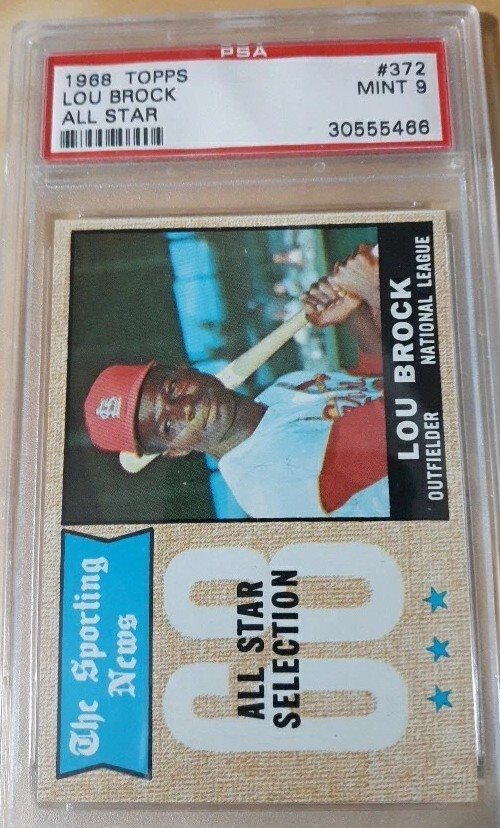 PSA
1968 TOPPS #372
LOU BROCK MINT 9
ALL STAR
30555466
The Sporting
News
68
ALL STAR
SELECTION
LOU BROCK
OUTFIELDER NATIONAL LEAGUE
StL